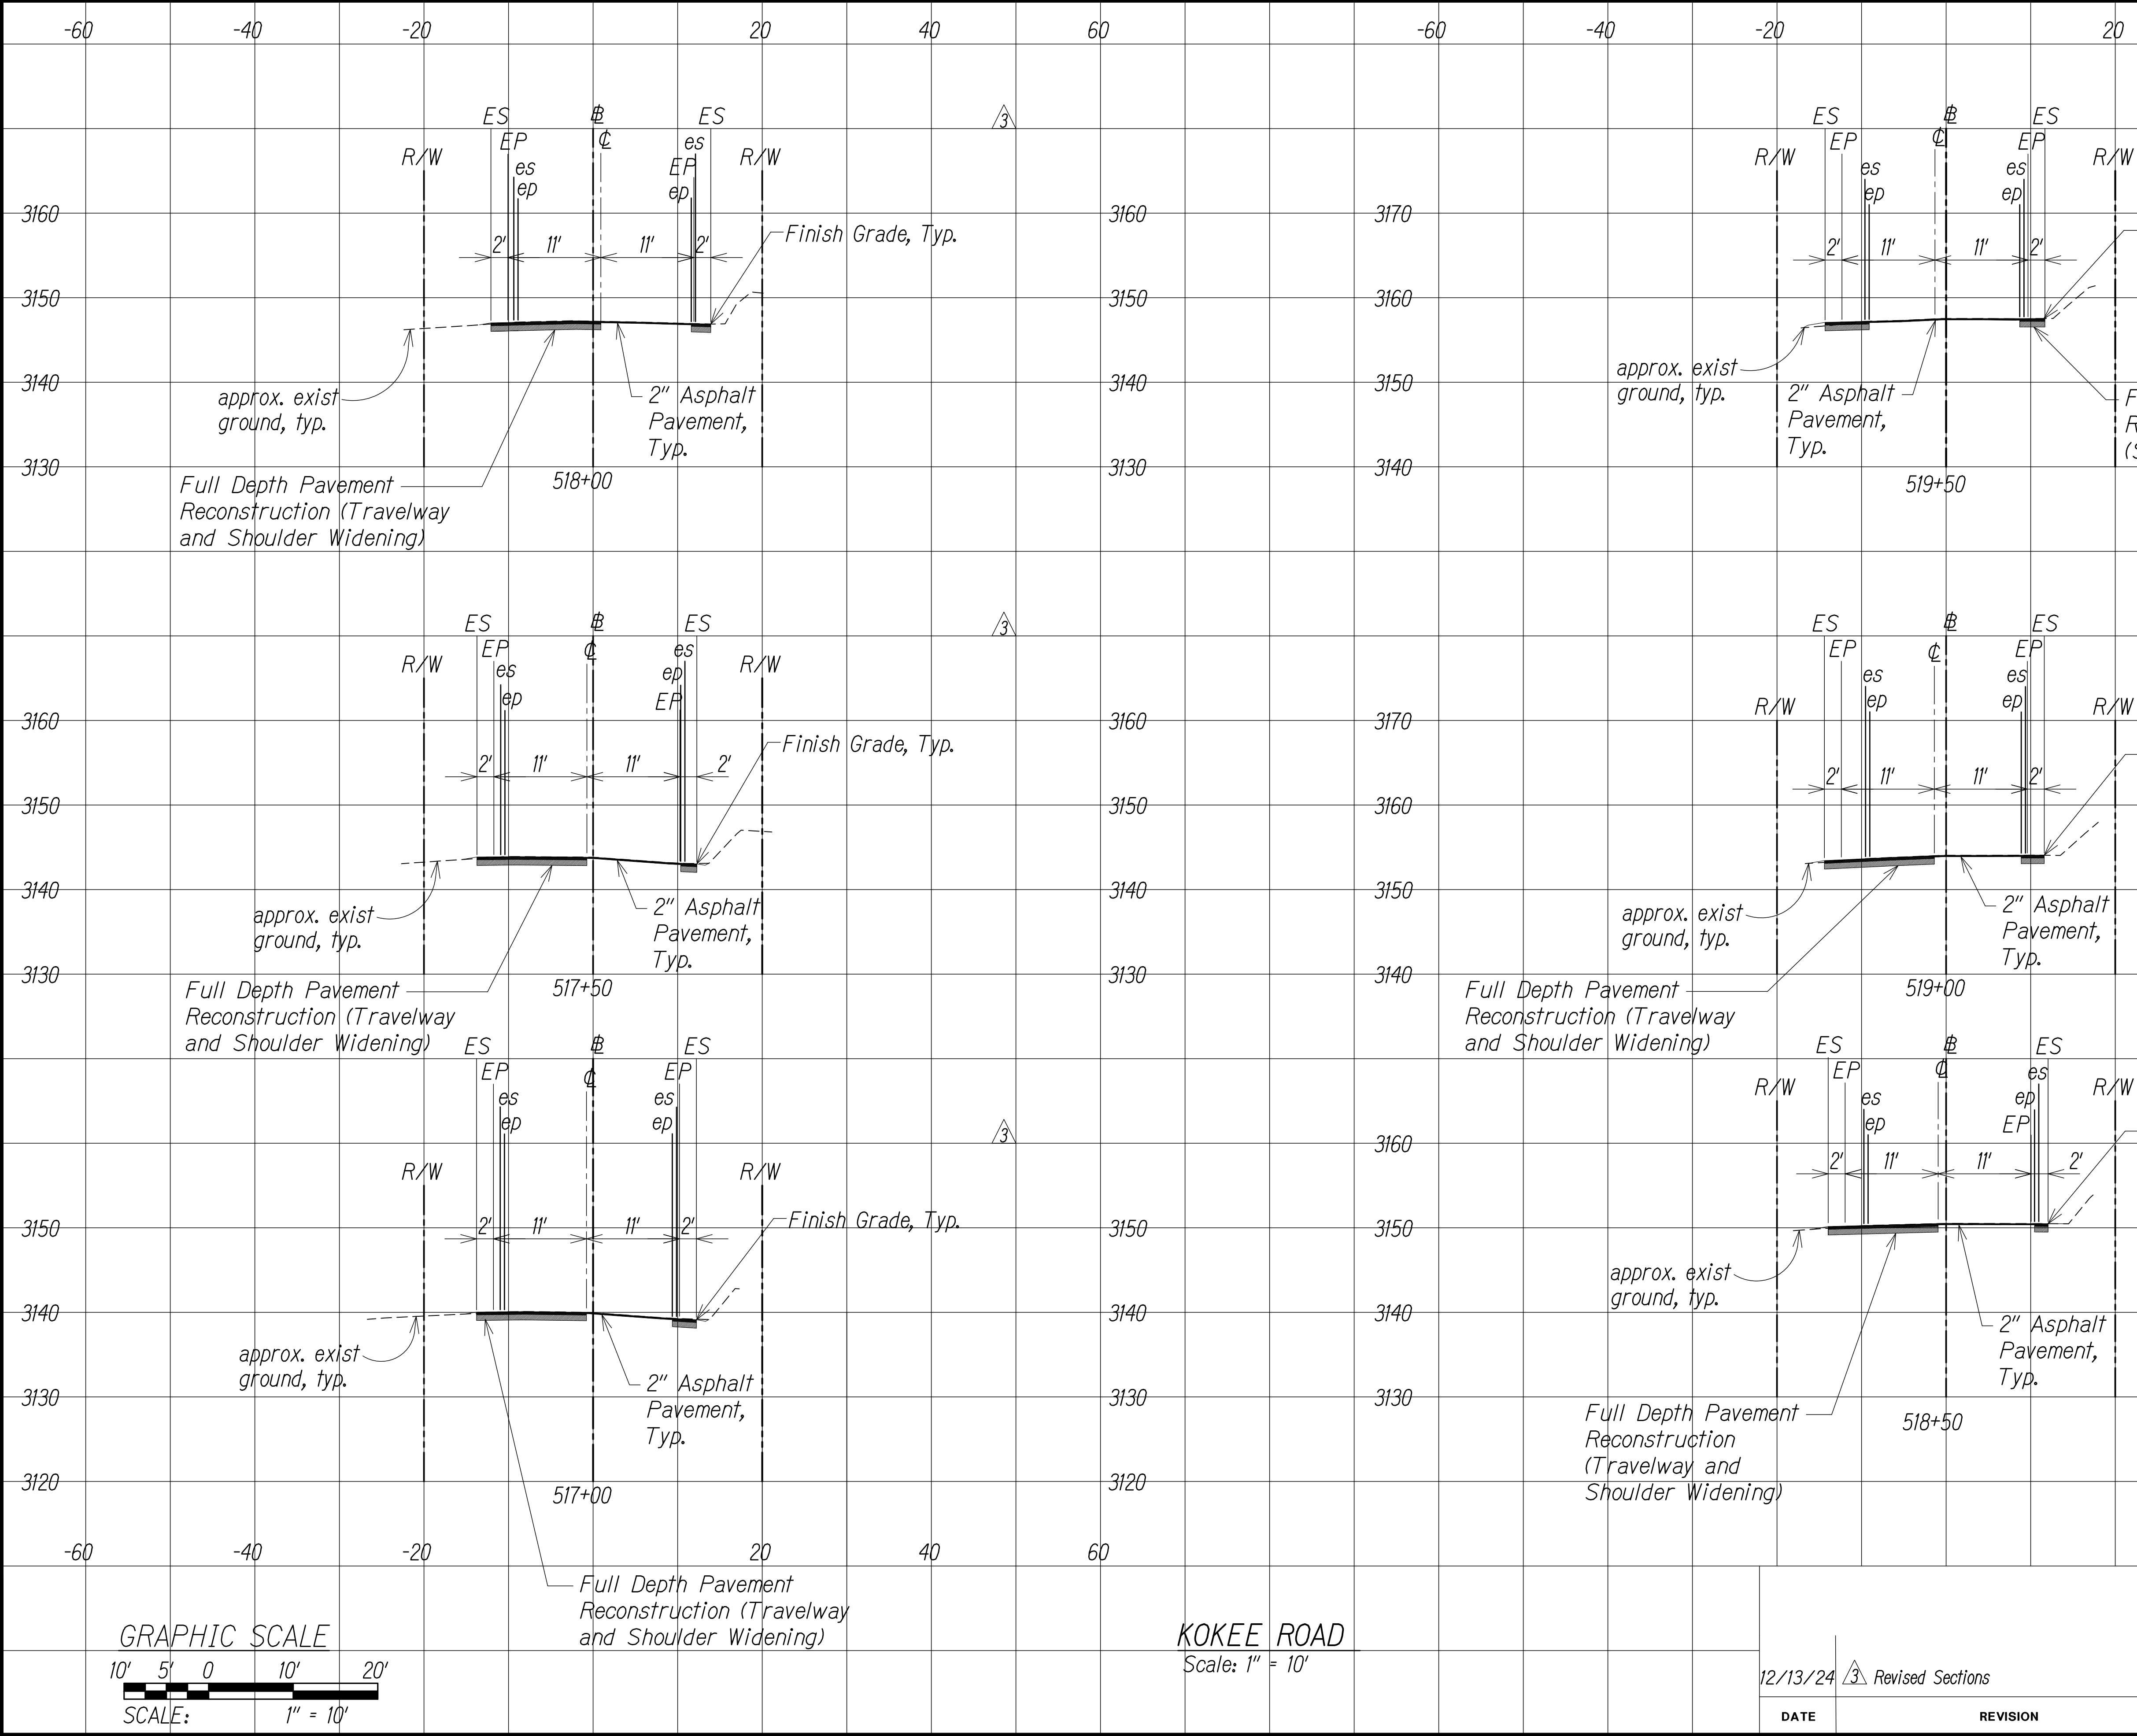 -60 -40 -20 20 40 60 -60 -40 -20 20
ES ES
EP es
es EP
ep ep
R/W R/W
3
3160 3160
2' 11' 11' 2'
Finish Grade, Typ.
3150 3150
3140 3140
approx. exist
ground, typ.
2" Asphalt
Pavement,
Typ.
3130 3130
518+00
Full Depth Pavement
Reconstruction (Travelway
and Shoulder Widening)
ES ES
EP EP
es es
ep ep
R/W R/W
3170
2' 11' 11' 2'
3160
3150
approx. exist
ground, typ.
2" Asphalt
Pavement,
Typ.
3140
519+50
ES ES
EP es
es ep
ep EP
R/W R/W
3
3160 3160
2' 11' 11' 2'
Finish Grade, Typ.
3150 3150
3140 3140
approx. exist
ground, typ.
2" Asphalt
Pavement,
Typ.
3130 3130
517+50
Full Depth Pavement
Reconstruction (Travelway
and Shoulder Widening)
ES ES
EP EP
es es
ep ep
R/W R/W
3170
2' 11' 11' 2'
3160
3150
approx. exist
ground, typ.
2" Asphalt
Pavement,
Typ.
3140
519+00
Full Depth Pavement
Reconstruction (Travelway
and Shoulder Widening)
ES ES
EP EP
es es
ep ep
R/W R/W
3
3150 3150
2' 11' 11' 2'
Finish Grade, Typ.
3140 3140
approx. exist
ground, typ.
3130 3130
2" Asphalt
Pavement,
Typ.
3120 3120
517+00
Full Depth Pavement
Reconstruction (Travelway
and Shoulder Widening)
ES ES
EP es
es ep
ep EP
R/W R/W
3160
2' 11' 11' 2'
3150
approx. exist
ground, typ.
3140
2" Asphalt
Pavement,
Typ.
3130
518+50
Full Depth Pavement
Reconstruction
(Travelway and
Shoulder Widening)
-60 -40 -20 20 40 60
GRAPHIC SCALE
10' 5' 0 10' 20'
SCALE: 1" = 10'
KOKEE ROAD
Scale: 1" = 10'
12/13/24 3 Revised Sections
DATE REVISION